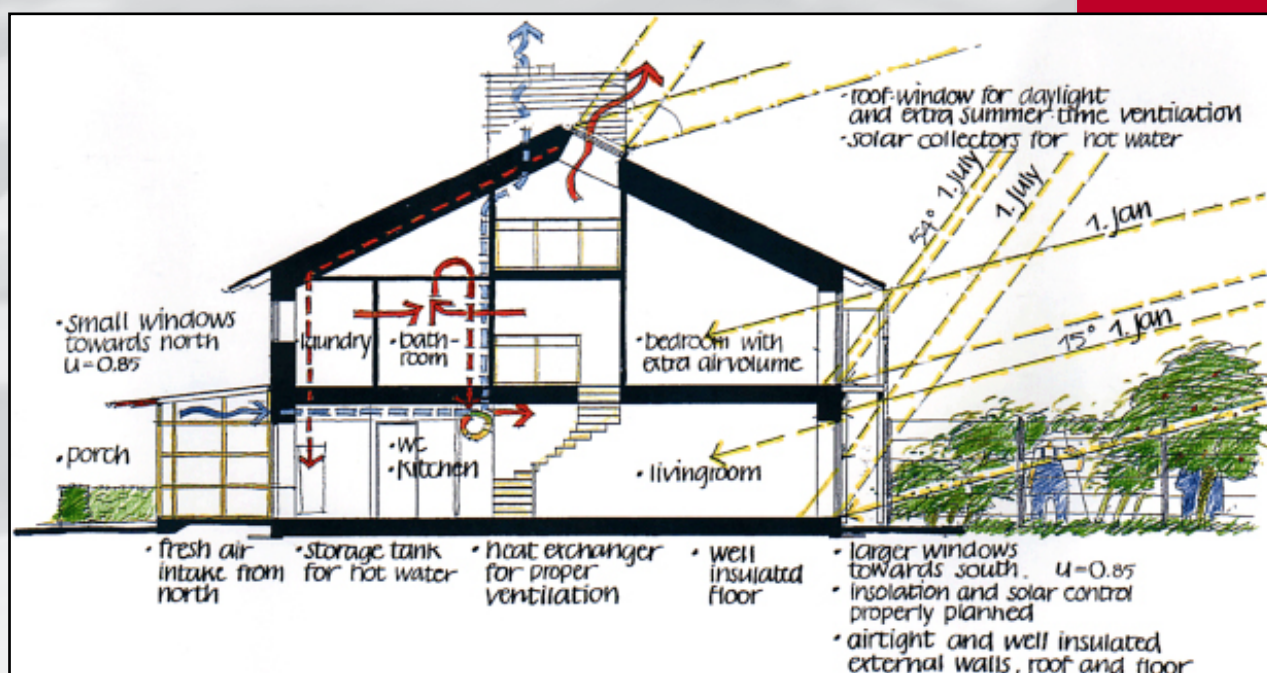 ·roof-window for daylight
and extra summer-time ventilation
-solar collectors for hot water
54° 1. july
1. july
1. jan
15° 1. jan
·Small windows
towards north
u=0.85
·laundry
·bath-
room
·bedroom with
extra airvolume
·porch
·WC
·Kitchen
·livingroom
·fresh air
intake from
north
·storage tank
for hot water
·heat exchanger
for proper
ventilation
·well
insulated
floor
·larger windows
towards south. u=0.85
·insolation and solar control
properly planned
·airtight and well insulated
external walls, roof and floor